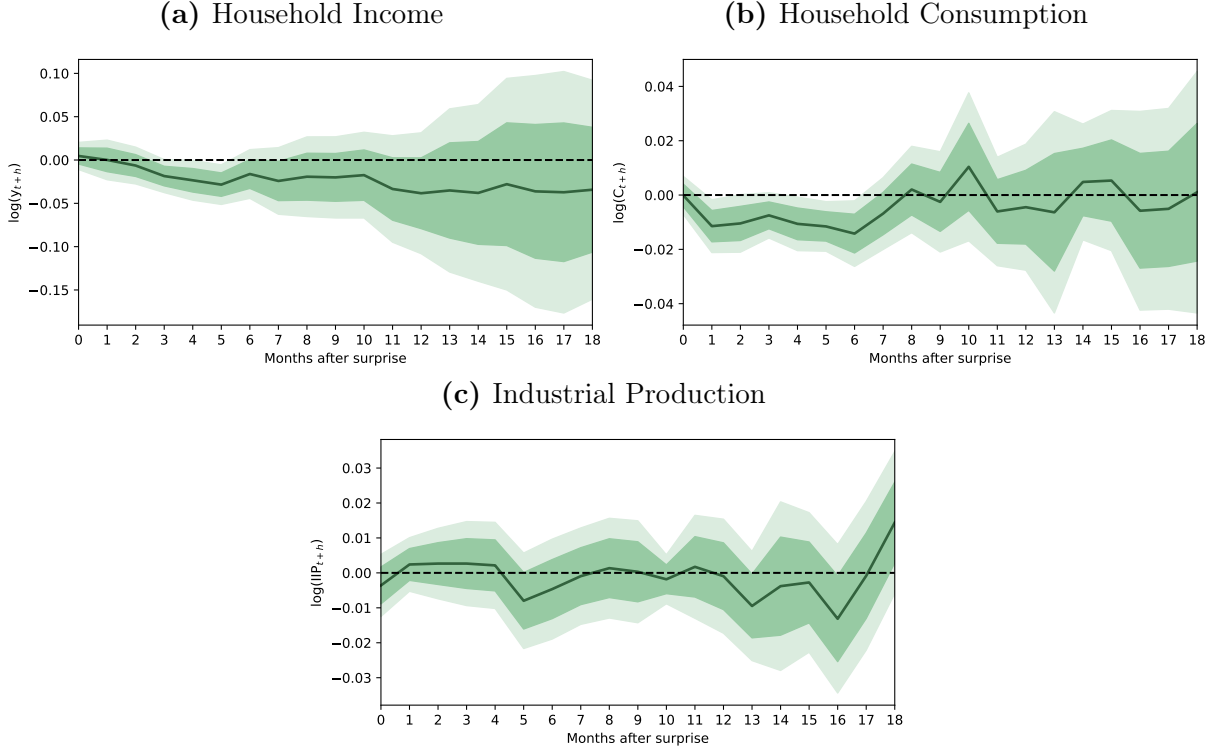 (a) Household Income
0.10
0.05
0.00
−0.05
−0.10
−0.15
log(y_{t+h})
0 1 2 3 4 5 6 7 8 9 10 11 12 13 14 15 16 17 18
Months after surprise
(b) Household Consumption
0.04
0.02
0.00
−0.02
−0.04
log(C_{t+h})
0 1 2 3 4 5 6 7 8 9 10 11 12 13 14 15 16 17 18
Months after surprise
(c) Industrial Production
0.03
0.02
0.01
0.00
−0.01
−0.02
−0.03
log(IIP_{t+h})
0 1 2 3 4 5 6 7 8 9 10 11 12 13 14 15 16 17 18
Months after surprise